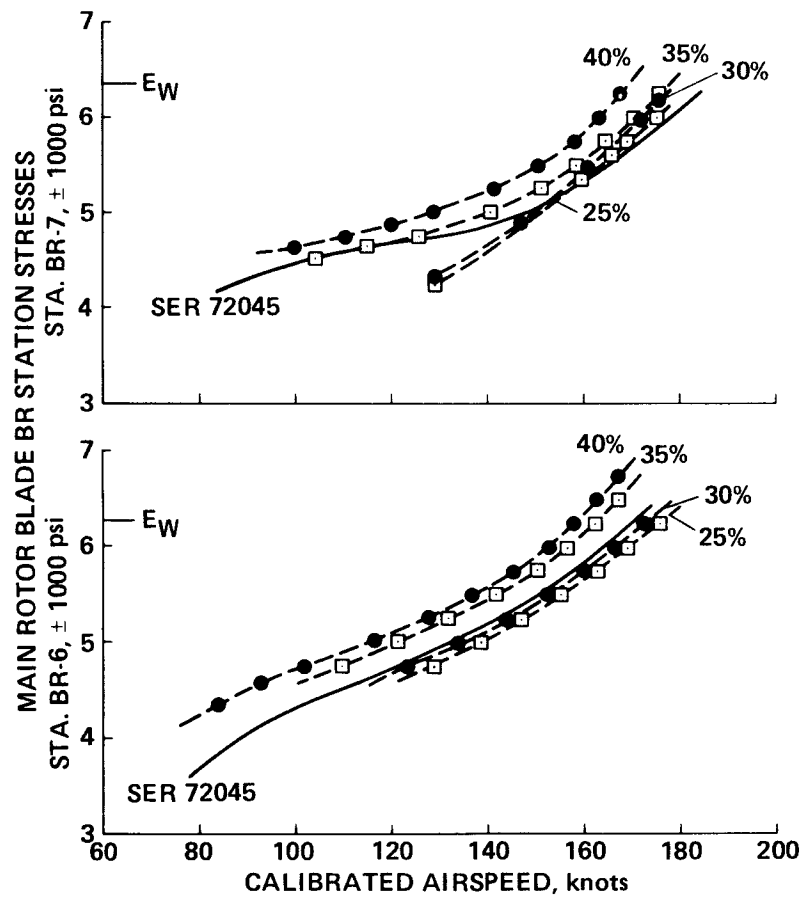 MAIN ROTOR BLADE BR STATION STRESSES
STA. BR-7, ± 1000 psi
7
6
5
4
3
E_W
40%
35%
30%
25%
SER 72045
STA. BR-6, ± 1000 psi
7
6
5
4
3
E_W
40%
35%
30%
25%
SER 72045
60 80 100 120 140 160 180 200
CALIBRATED AIRSPEED, knots